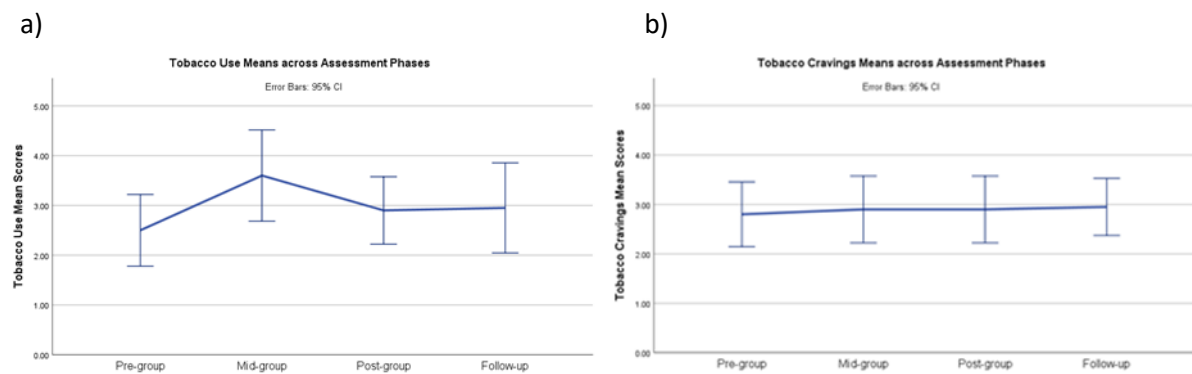 a)
Tobacco Use Means across Assessment Phases
Error Bars: 95% CI
Tobacco Use Mean Scores
5.00
4.00
3.00
2.00
1.00
0.00
Pre-group Mid-group Post-group Follow-up
b)
Tobacco Cravings Means across Assessment Phases
Error Bars: 95% CI
Tobacco Cravings Mean Scores
5.00
4.00
3.00
2.00
1.00
0.00
Pre-group Mid-group Post-group Follow-up